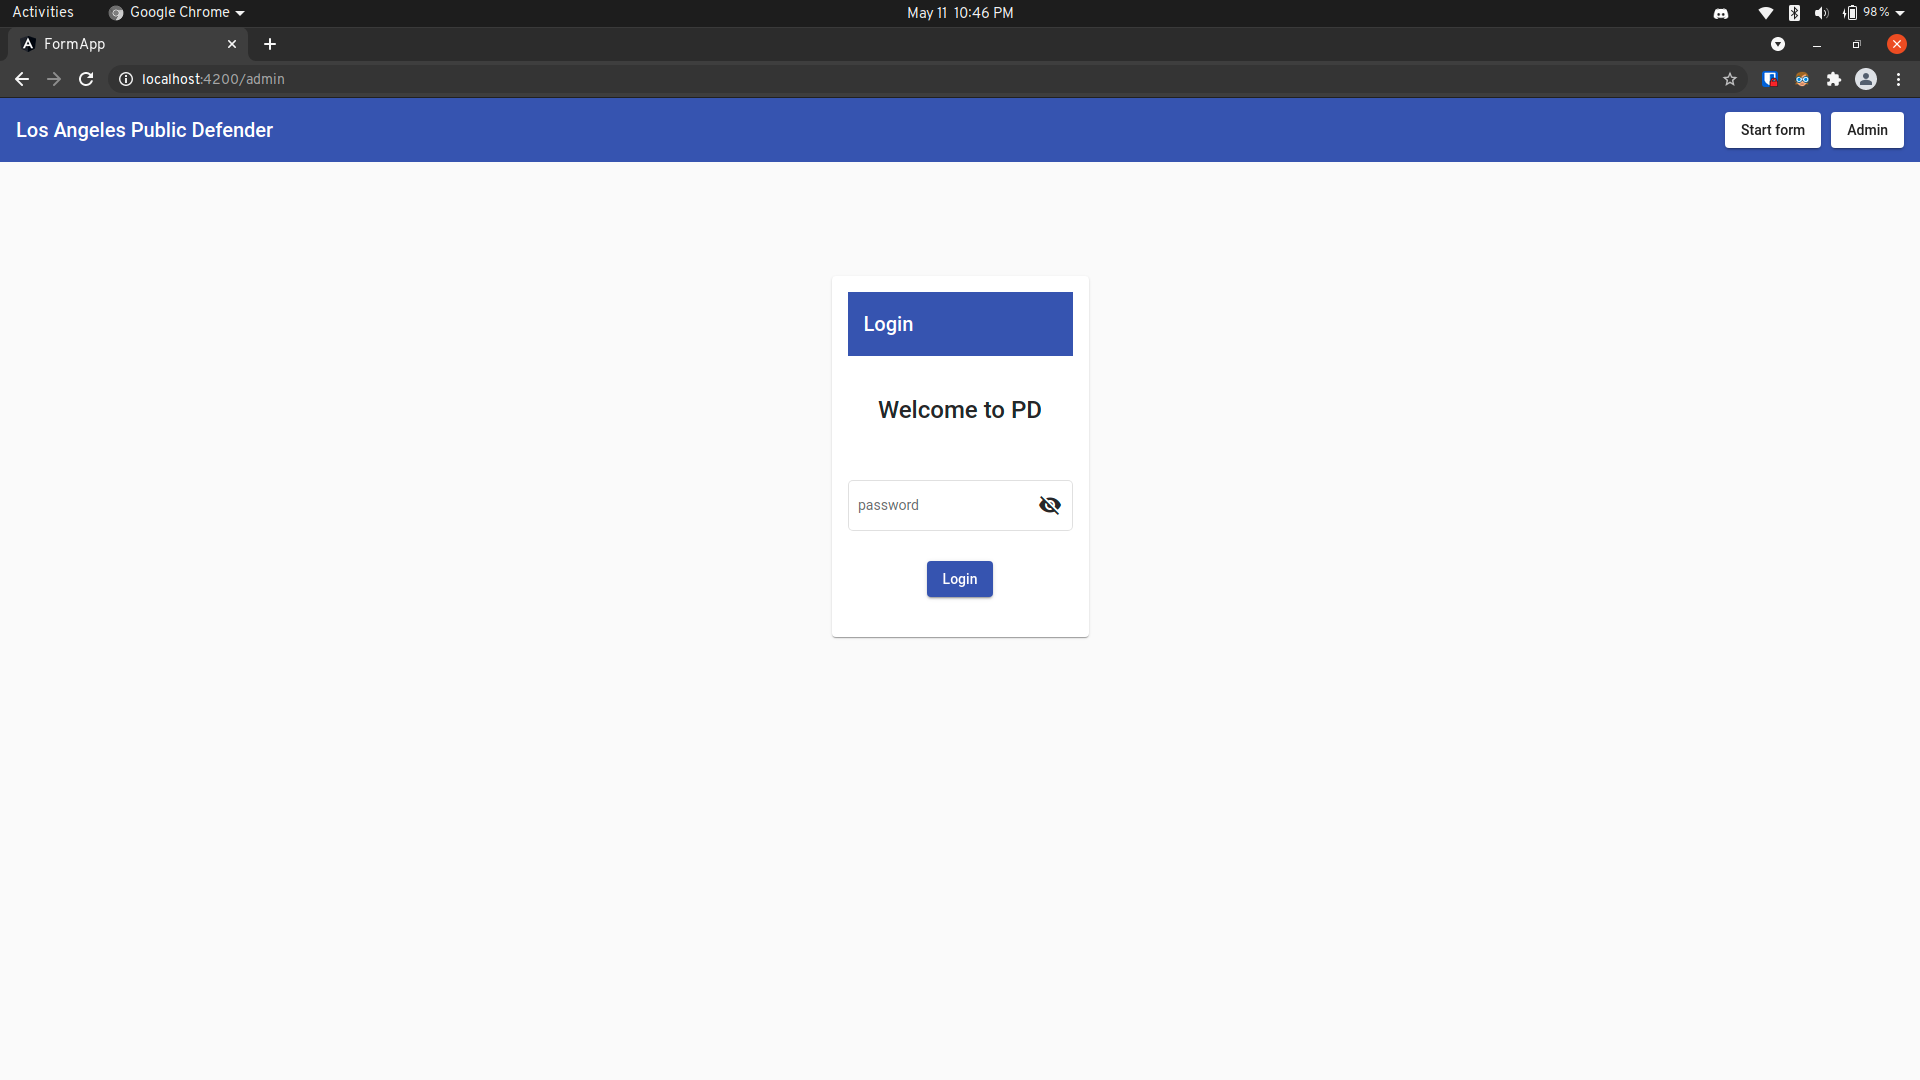 Activities
Google Chrome
May 11 10:46 PM
98%
FormApp
localhost:4200/admin
Los Angeles Public Defender
Start form
Admin
Login
Welcome to PD
password
Login